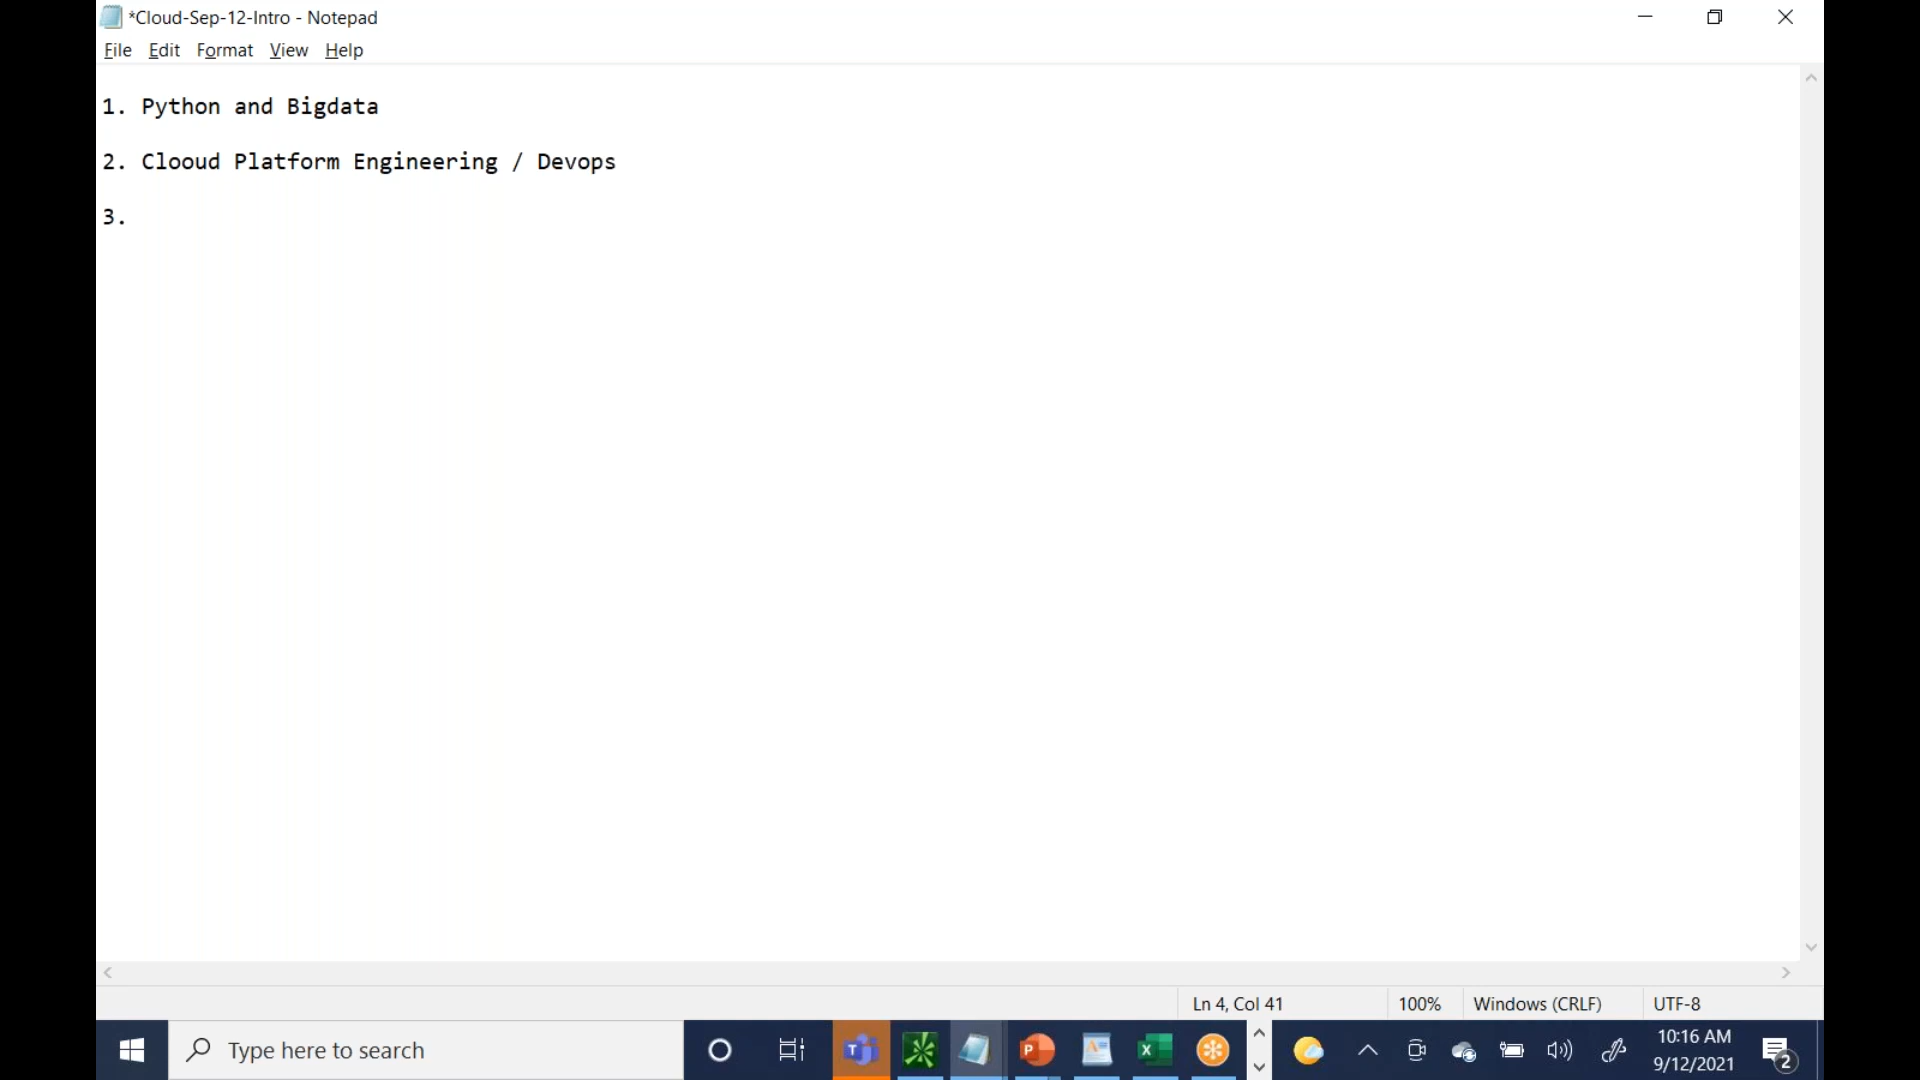 *Cloud-Sep-12-Intro - Notepad
File Edit Format View Help
1. Python and Bigdata
2. Clooud Platform Engineering / Devops
3.
Ln 4, Col 41 100% Windows (CRLF) UTF-8
Type here to search
10:16 AM
9/12/2021
2